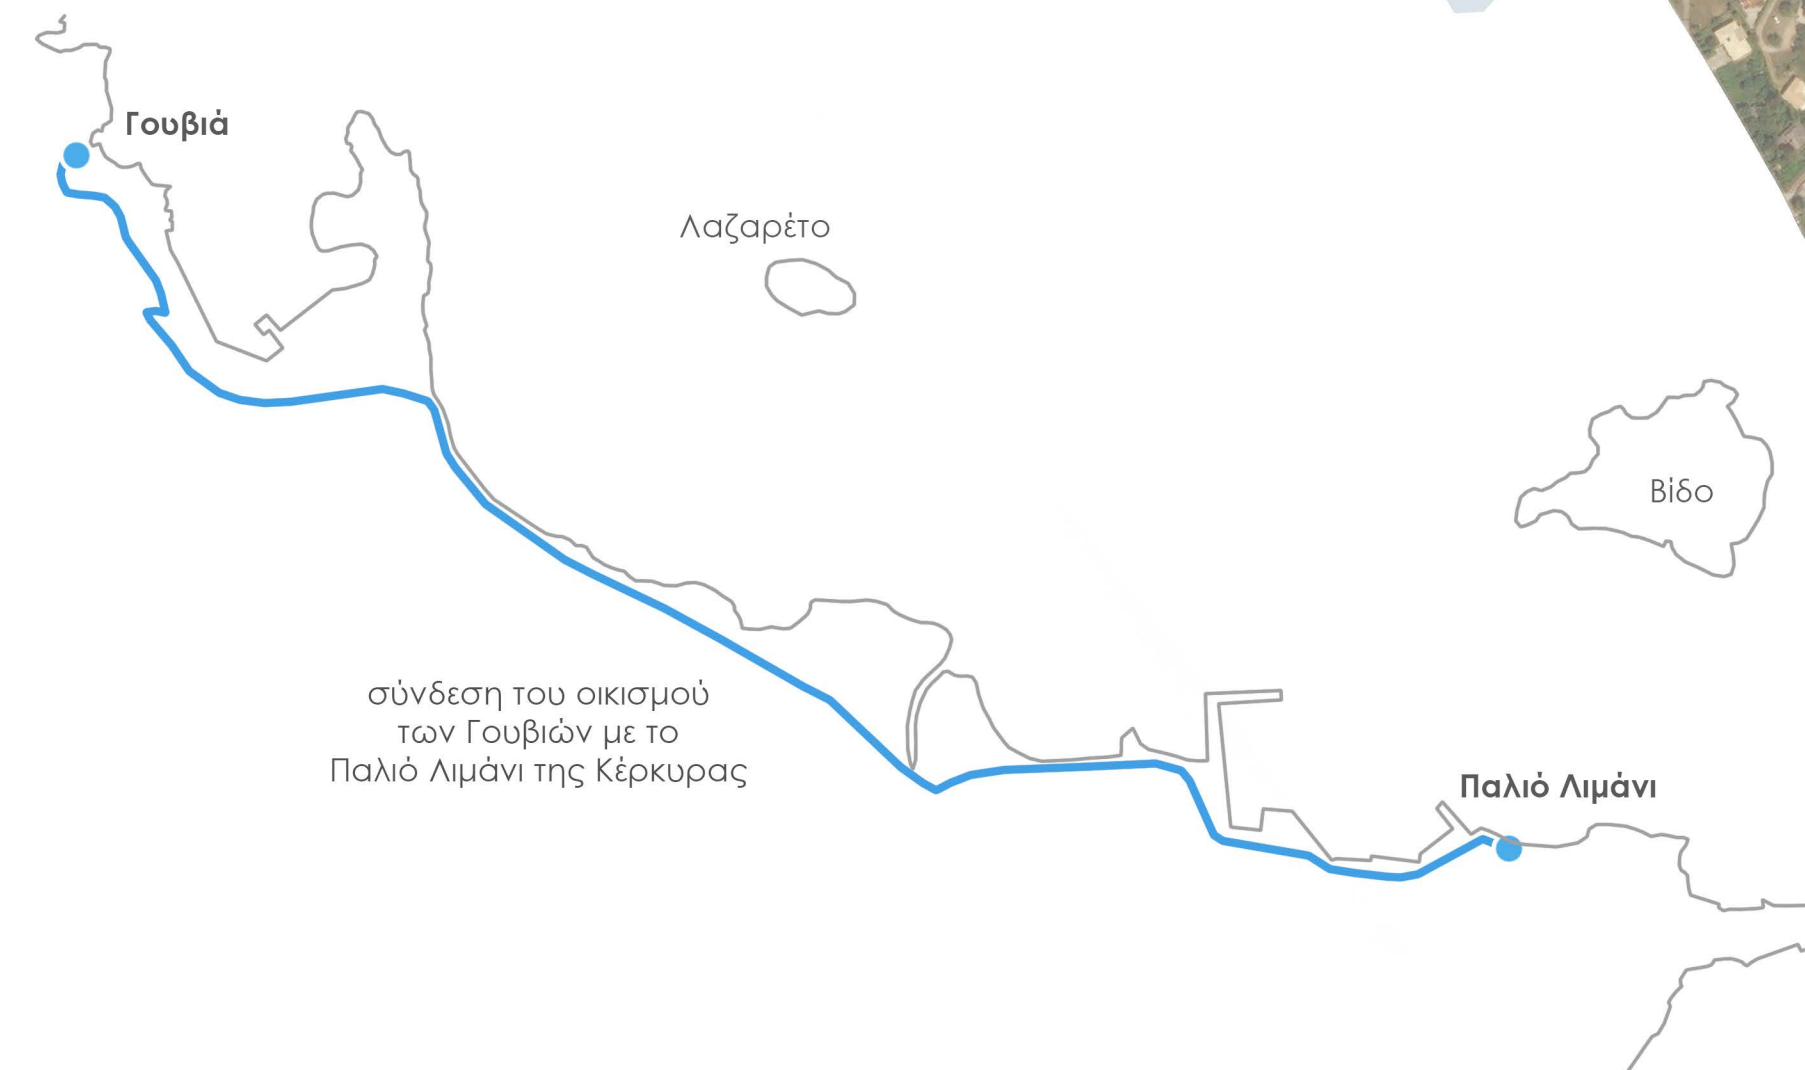 Γουβιά
Λαζαρέτο
Βίδο
σύνδεση του οικισμού
των Γουβιών με το
Παλιό Λιμάνι της Κέρκυρας
Παλιό Λιμάνι